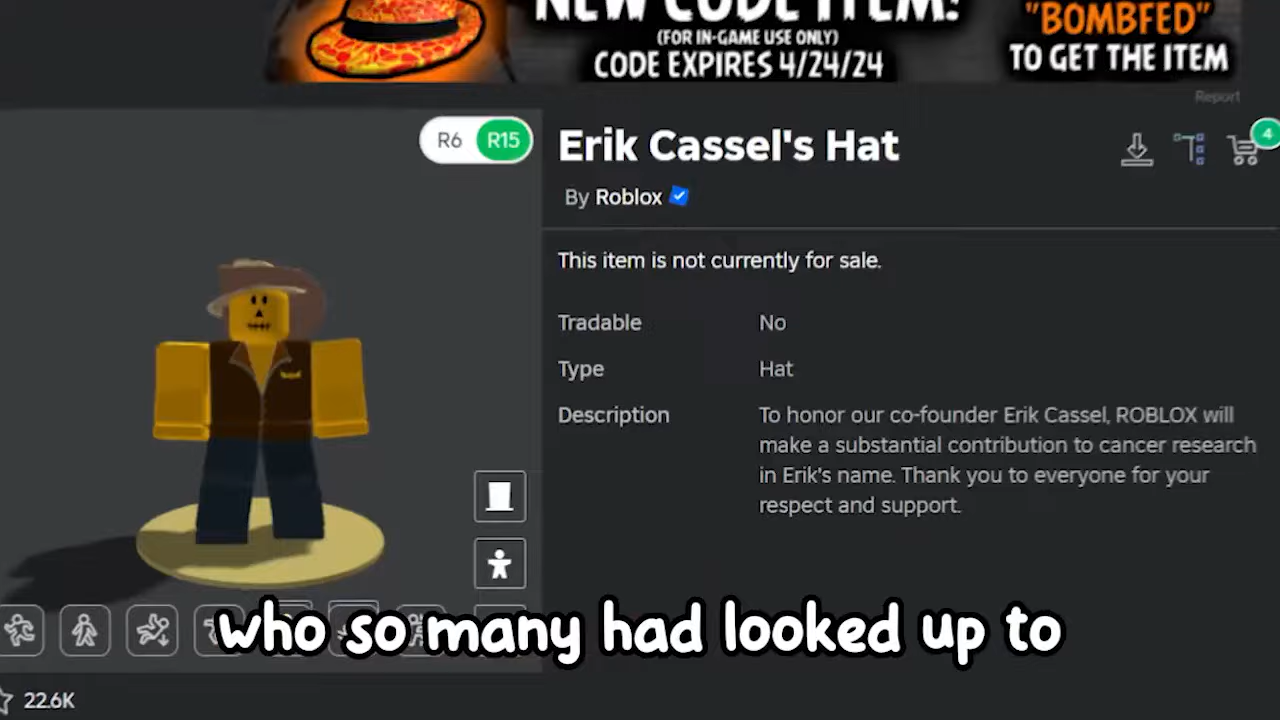 NEW CODE ITEM!
(FOR IN-GAME USE ONLY)
CODE EXPIRES 4/24/24
"BOMBFED"
TO GET THE ITEM
Report
R6 R15
Erik Cassel's Hat
4
By Roblox
This item is not currently for sale.
Tradable No
Type Hat
Description To honor our co-founder Erik Cassel, ROBLOX will
make a substantial contribution to cancer research
in Erik's name. Thank you to everyone for your
respect and support.
who so many had looked up to
22.6K